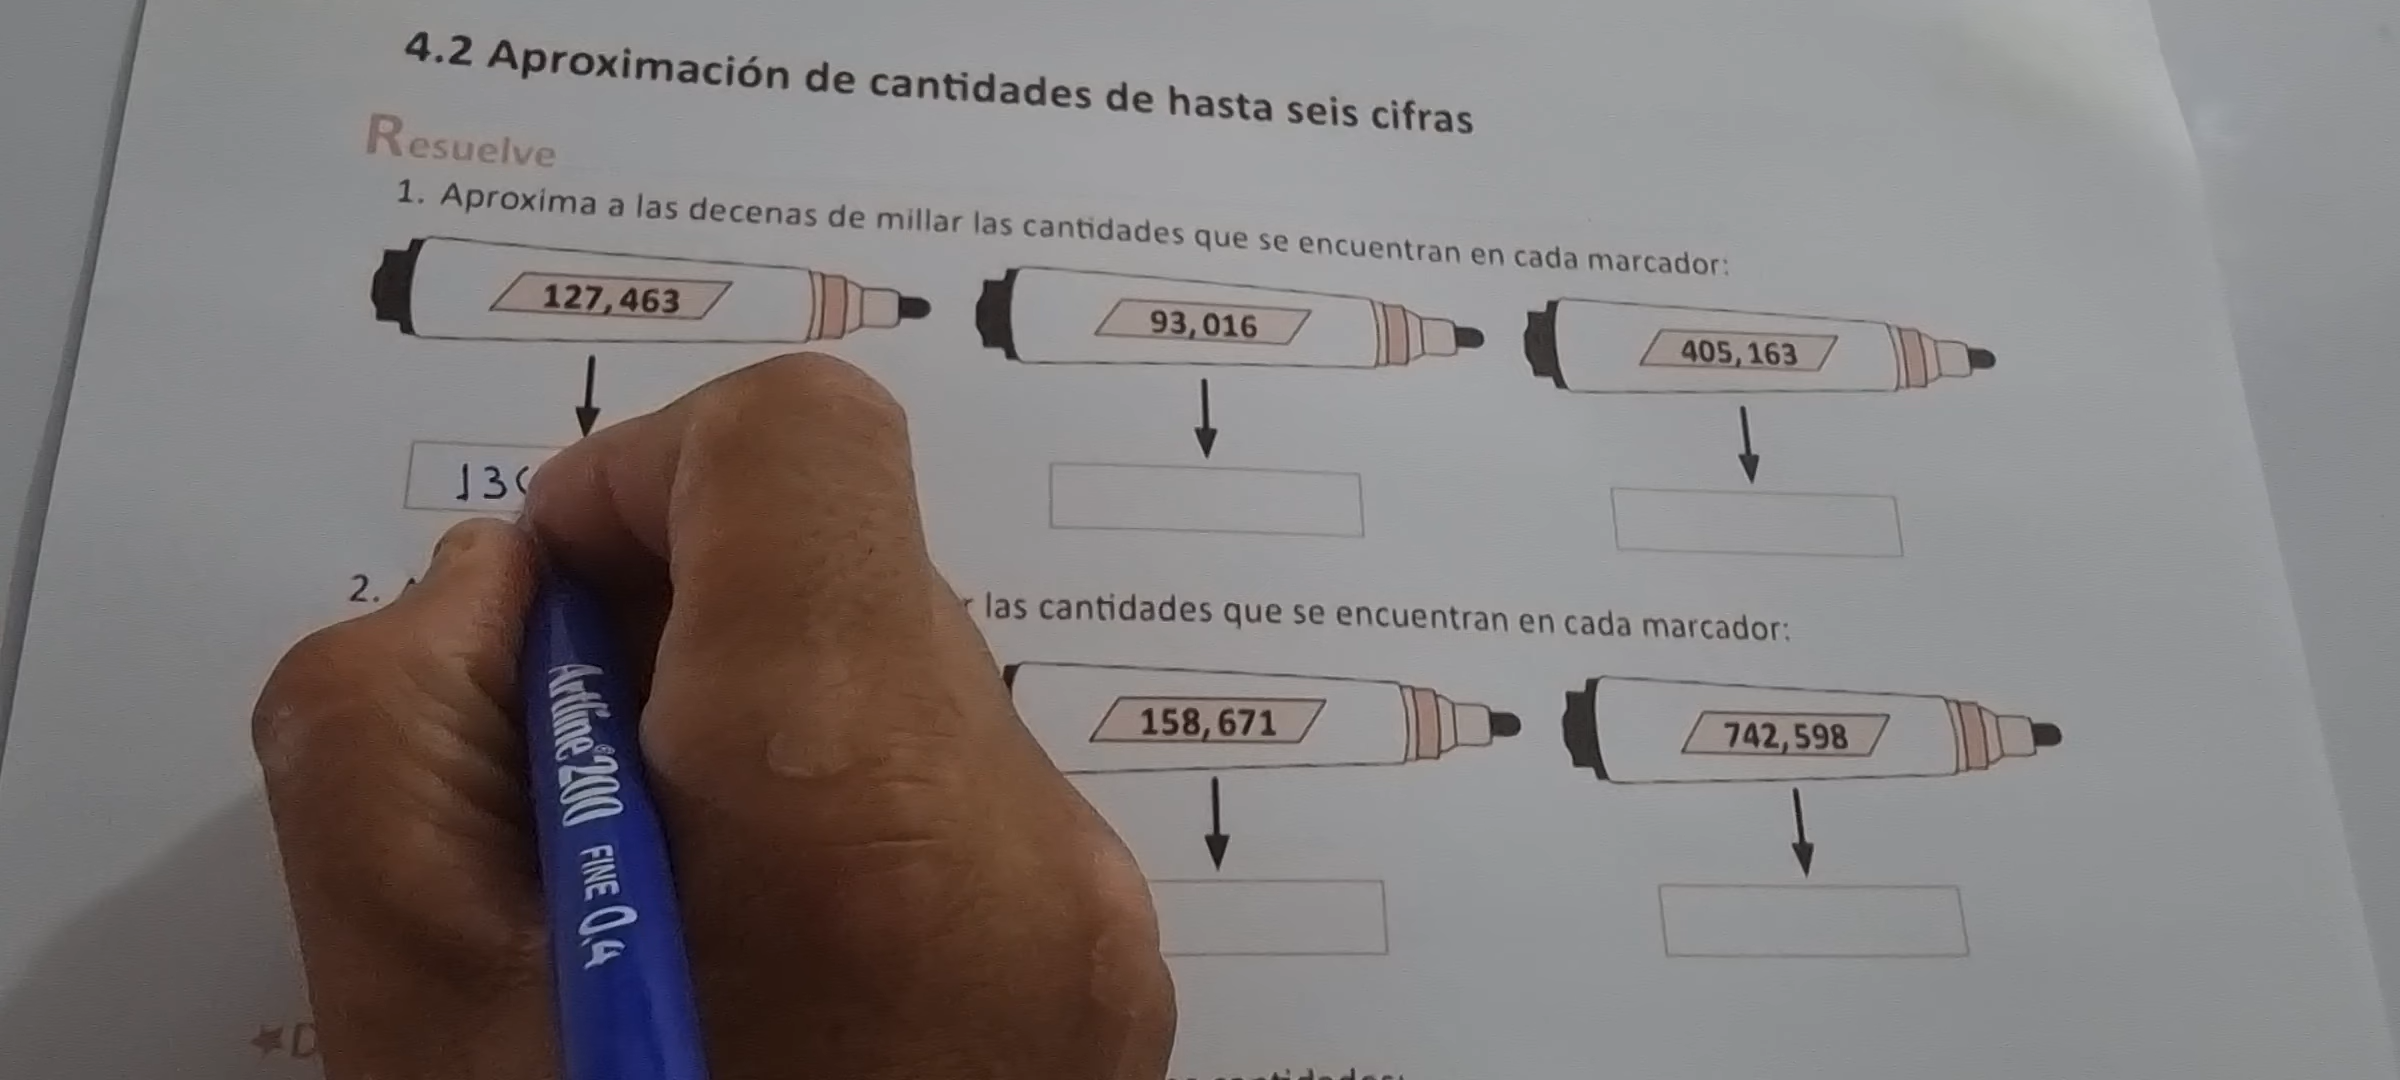 4.2 Aproximación de cantidades de hasta seis cifras
Resuelve
1. Aproxima a las decenas de millar las cantidades que se encuentran en cada marcador:
127,463
93,016
405,163
13
2.
las cantidades que se encuentran en cada marcador:
158,671
742,598
Artline 200 FINE 0.4